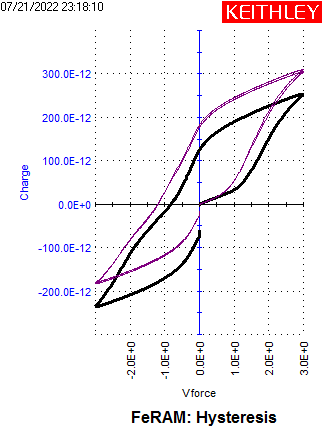 07/21/2022 23:18:10
KEITHLEY
300.0E-12
200.0E-12
100.0E-12
0.0E+0
-100.0E-12
-200.0E-12
Charge
-2.0E+0
-1.0E+0
0.0E+0
1.0E+0
2.0E+0
3.0E+0
Vforce
FeRAM: Hysteresis